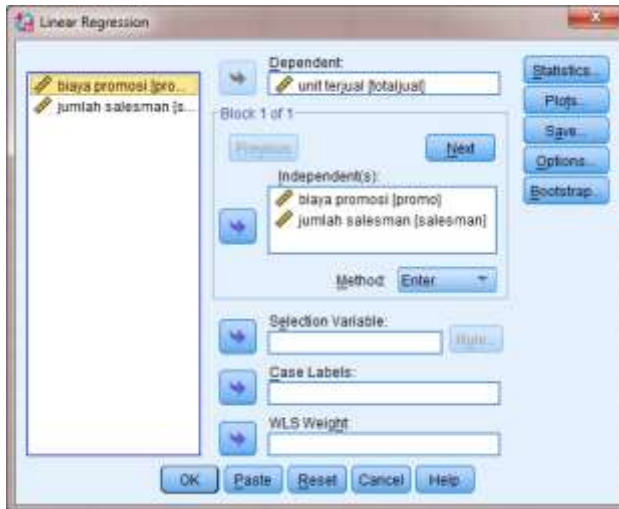 Linear Regression
biaya promosi [pro...
jumlah salesman [s...
Dependent:
unit terjual [totaljual]
Block 1 of 1
Previous
Next
Independent(s):
biaya promosi [promo]
jumlah salesman [salesman]
Method:
Enter
Selection Variable:
Rule...
Case Labels:
WLS Weight:
Statistics...
Plots...
Save...
Options...
Bootstrap...
OK
Paste
Reset
Cancel
Help